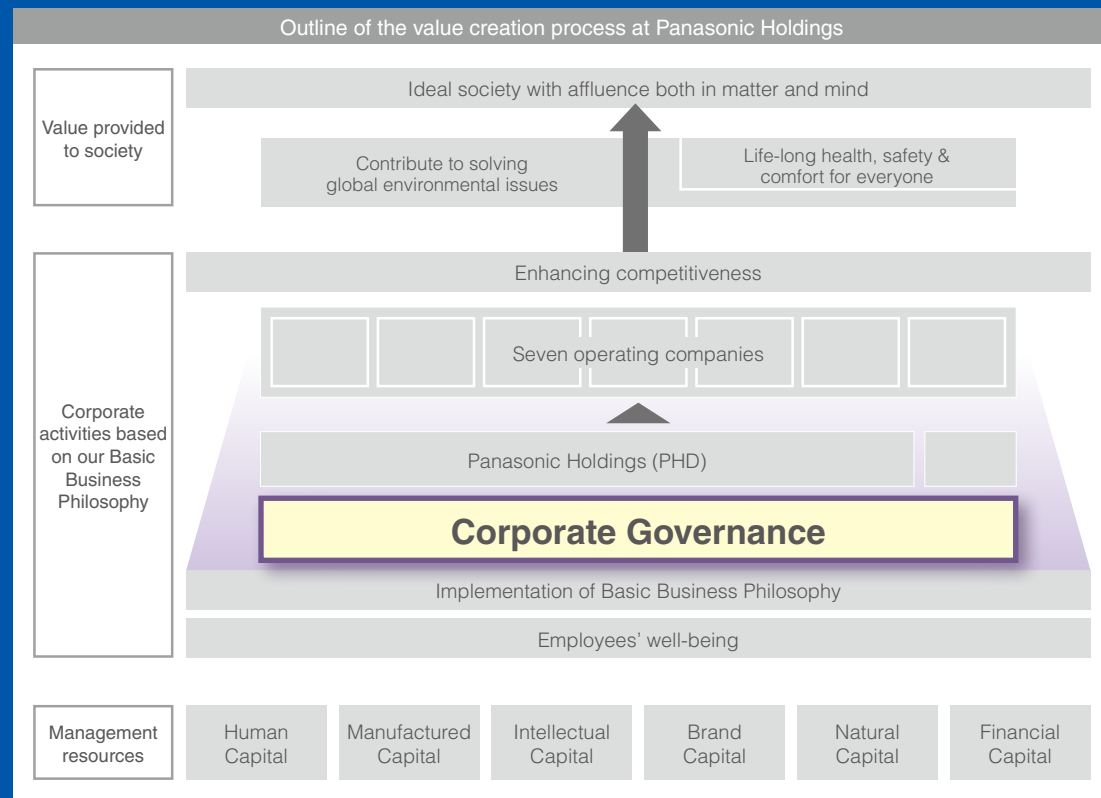 Outline of the value creation process at Panasonic Holdings
Value provided
to society
Ideal society with affluence both in matter and mind
Contribute to solving
global environmental issues
Life-long health, safety &
comfort for everyone
Corporate
activities based
on our Basic
Business
Philosophy
Enhancing competitiveness
Seven operating companies
Panasonic Holdings (PHD)
Corporate Governance
Implementation of Basic Business Philosophy
Employees’ well-being
Management
resources
Human
Capital
Manufactured
Capital
Intellectual
Capital
Brand
Capital
Natural
Capital
Financial
Capital